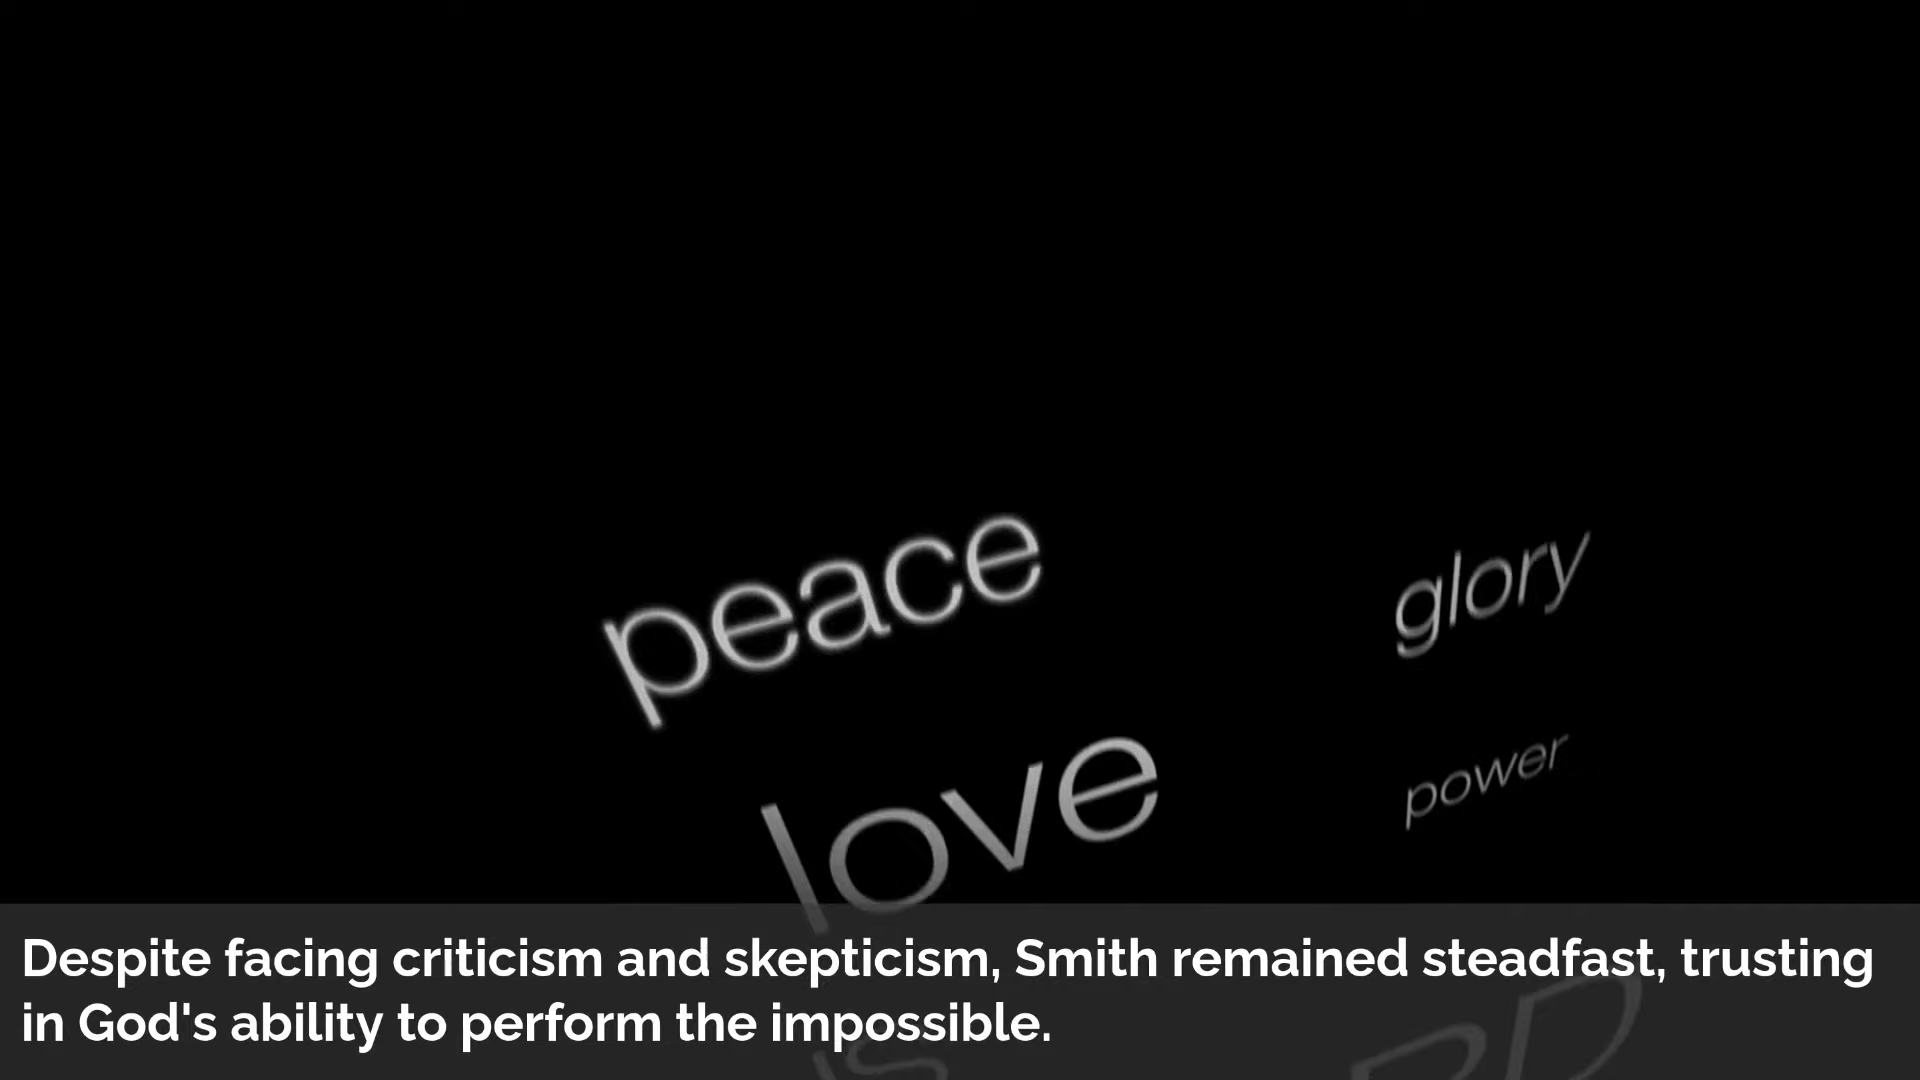 peace
glory
love
power
Despite facing criticism and skepticism, Smith remained steadfast, trusting
in God's ability to perform the impossible.